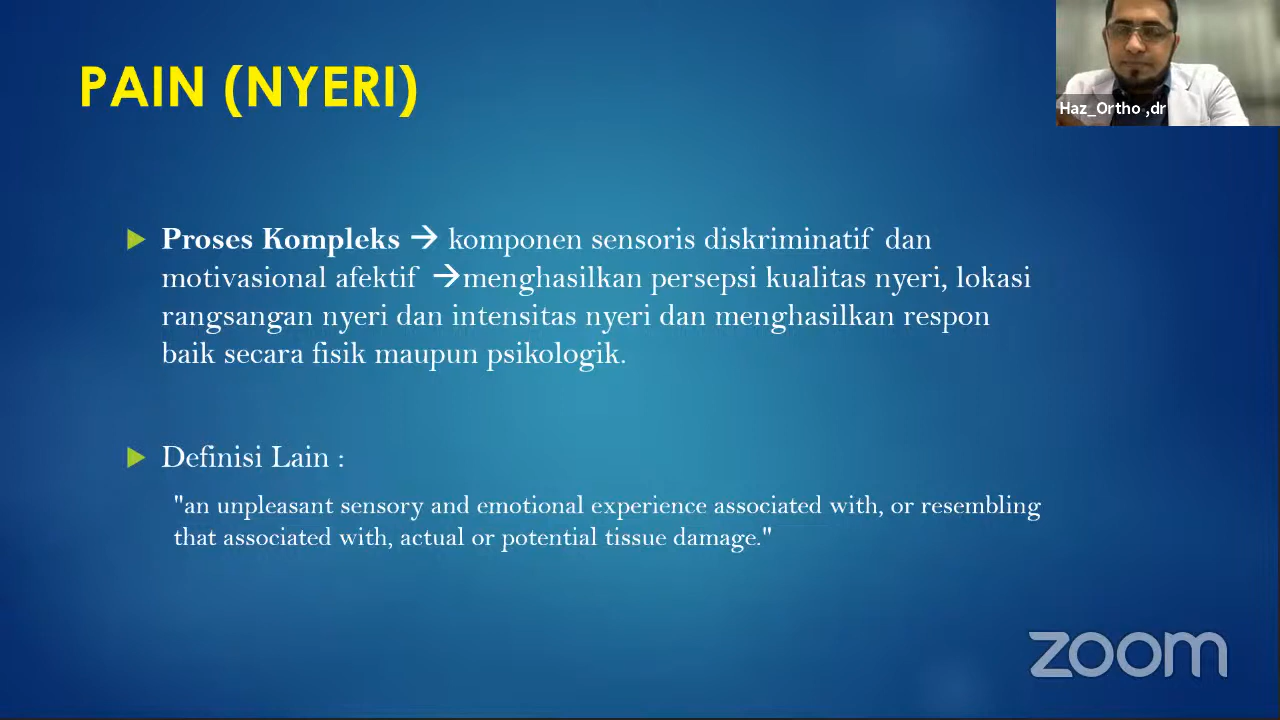 PAIN (NYERI)
Haz_Ortho ,dr
Proses Kompleks → komponen sensoris diskriminatif dan
motivasional afektif →menghasilkan persepsi kualitas nyeri, lokasi
rangsangan nyeri dan intensitas nyeri dan menghasilkan respon
baik secara fisik maupun psikologik.
Definisi Lain :
"an unpleasant sensory and emotional experience associated with, or resembling
that associated with, actual or potential tissue damage."
zoom